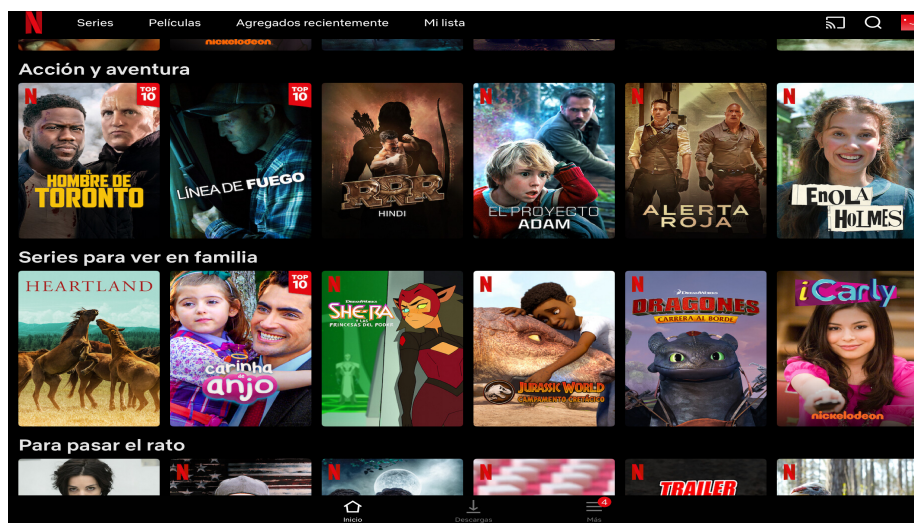 N
Series
Películas
Agregados recientemente
Mi lista
nickelodeon
Acción y aventura
N
TOP
10
EL
HOMBRE DE
TORONTO
TOP
10
LÍNEA DE FUEGO
RRR
HINDI
N
EL PROYECTO
ADAM
N
ALERTA
ROJA
N
ENOLA
HOLMES
Series para ver en familia
HEARTLAND
TOP
10
carinha
de
anjo
N
DreamWorks
SHE-RA
Y LAS
PRINCESAS DEL PODER
N
JURASSIC WORLD
CAMPAMENTO CRETÁCICO
N
DreamWorks
DRAGONES
CARRERA AL BORDE
iCarly
nickelodeon
Para pasar el rato
N
N
N
N
TRAILER
N
Inicio
Descargas
4
Más